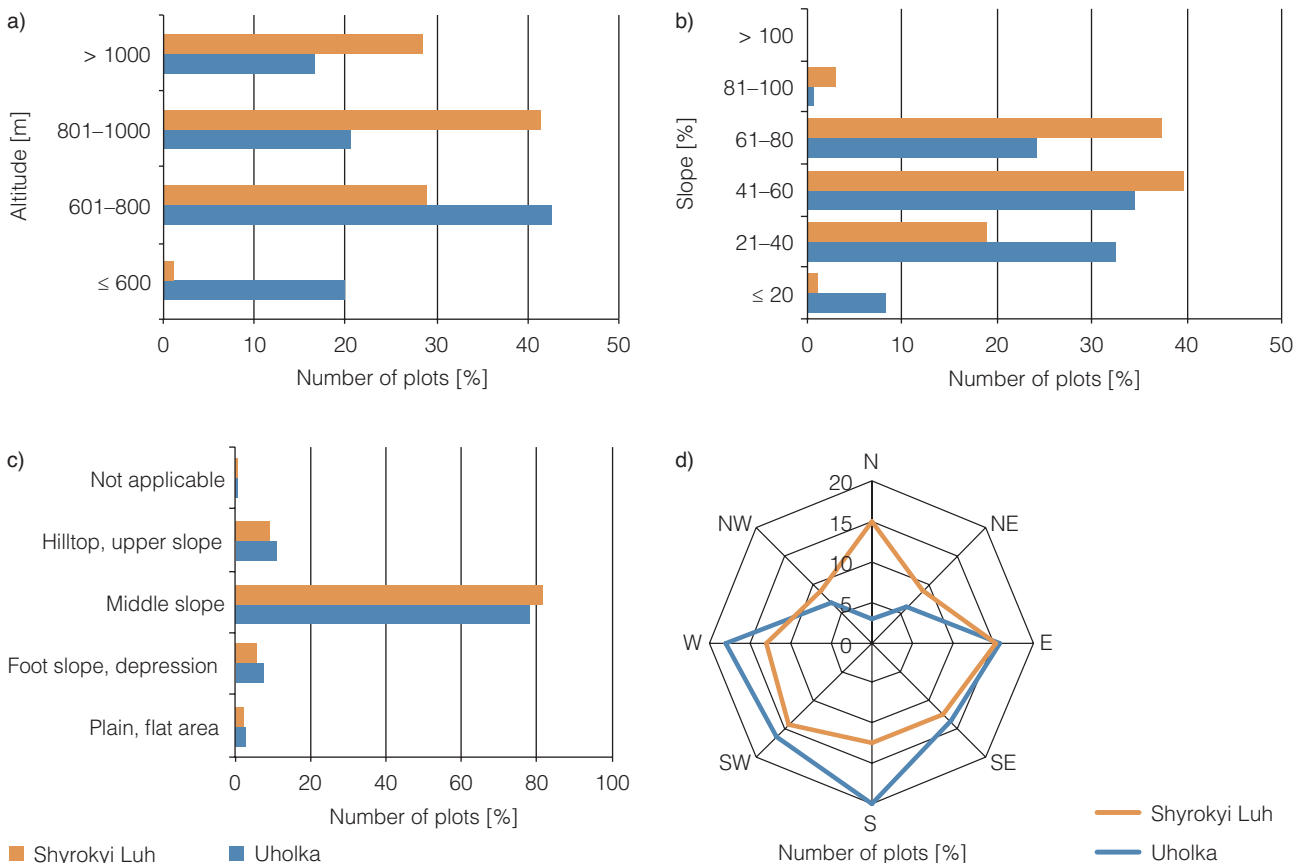 a)
Altitude [m]
> 1000
801–1000
601–800
≤ 600
0 10 20 30 40 50
Number of plots [%]
b)
Slope [%]
> 100
81–100
61–80
41–60
21–40
≤ 20
0 10 20 30 40 50
Number of plots [%]
c)
Not applicable
Hilltop, upper slope
Middle slope
Foot slope, depression
Plain, flat area
0 20 40 60 80 100
Number of plots [%]
Shyrokyi Luh Uholka
d)
N
NE
E
SE
S
SW
W
NW
20
15
10
5
0
Number of plots [%]
Shyrokyi Luh
Uholka